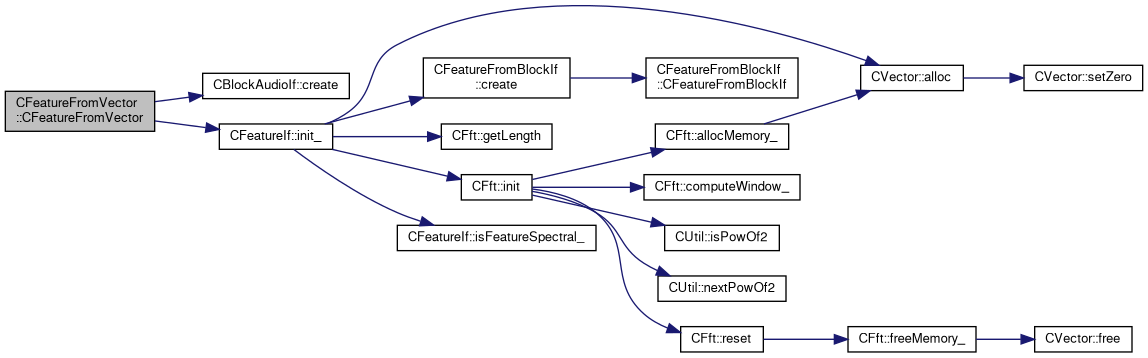 CFeatureFromVector
::CFeatureFromVector
CBlockAudioIf::create
CFeatureIf::init_
CFeatureFromBlockIf
::create
CFeatureFromBlockIf
::CFeatureFromBlockIf
CVector::alloc
CVector::setZero
CFft::getLength
CFft::allocMemory_
CFft::init
CFft::computeWindow_
CFeatureIf::isFeatureSpectral_
CUtil::isPowOf2
CUtil::nextPowOf2
CFft::reset
CFft::freeMemory_
CVector::free